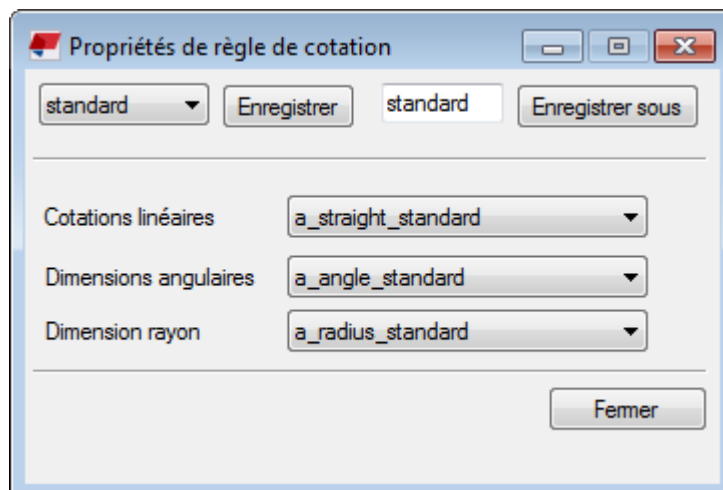 Propriétés de règle de cotation
standard Enregistrer standard Enregistrer sous
Cotations linéaires a_straight_standard
Dimensions angulaires a_angle_standard
Dimension rayon a_radius_standard
Fermer